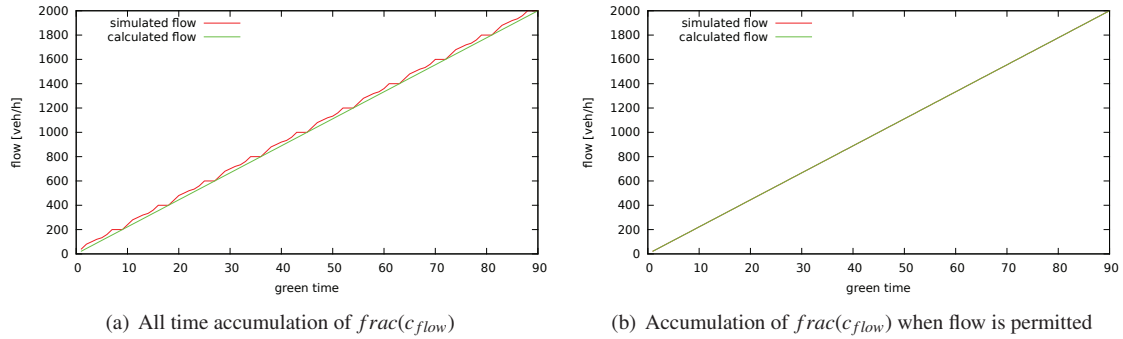 simulated flow
calculated flow
flow [veh/h]
2000
1800
1600
1400
1200
1000
800
600
400
200
0
0 10 20 30 40 50 60 70 80 90
green time
(a) All time accumulation of frac(c_flow)
simulated flow
calculated flow
flow [veh/h]
2000
1800
1600
1400
1200
1000
800
600
400
200
0
0 10 20 30 40 50 60 70 80 90
green time
(b) Accumulation of frac(c_flow) when flow is permitted